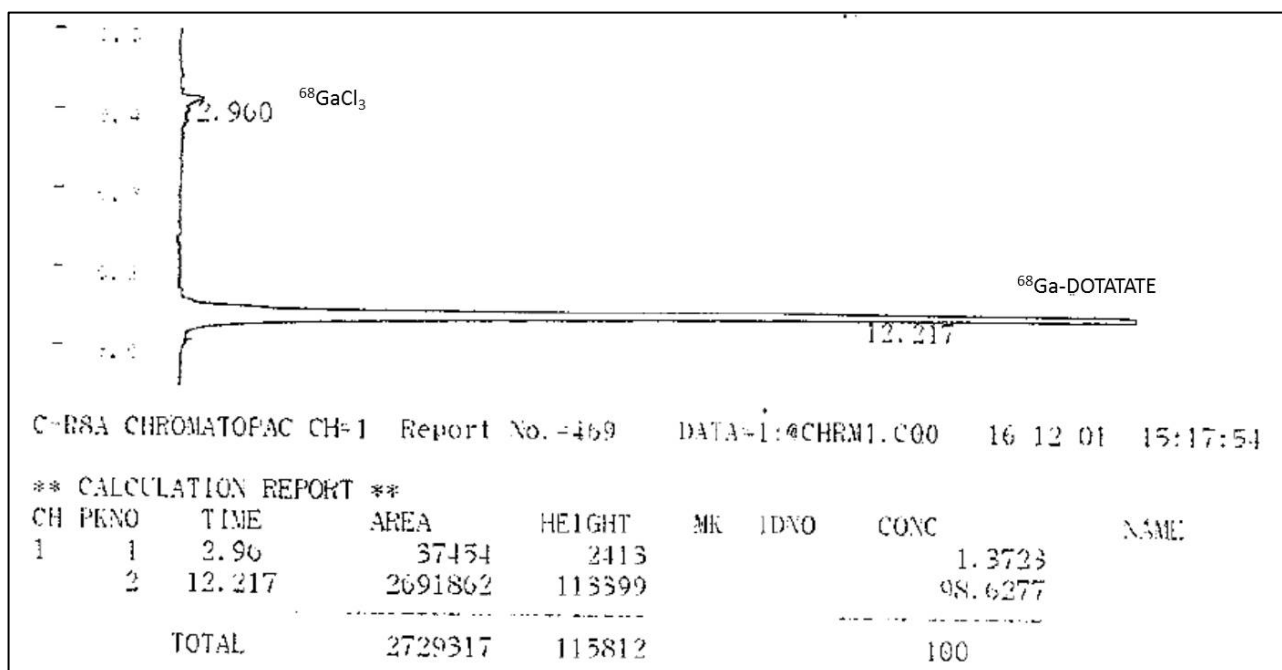 2.960
⁶⁸GaCl₃
⁶⁸Ga-DOTATATE
12.217
C-R8A CHROMATOPAC CH=1 Report No.=469 DATA=1:@CHRM1.C00 16 12 01 15:17:54
** CALCULATION REPORT **
CH PKNO TIME AREA HEIGHT MK IDNO CONC NAME
1 1 2.96 37454 2413 1.3723
2 12.217 2691862 113399 98.6277
TOTAL 2729317 115812 100